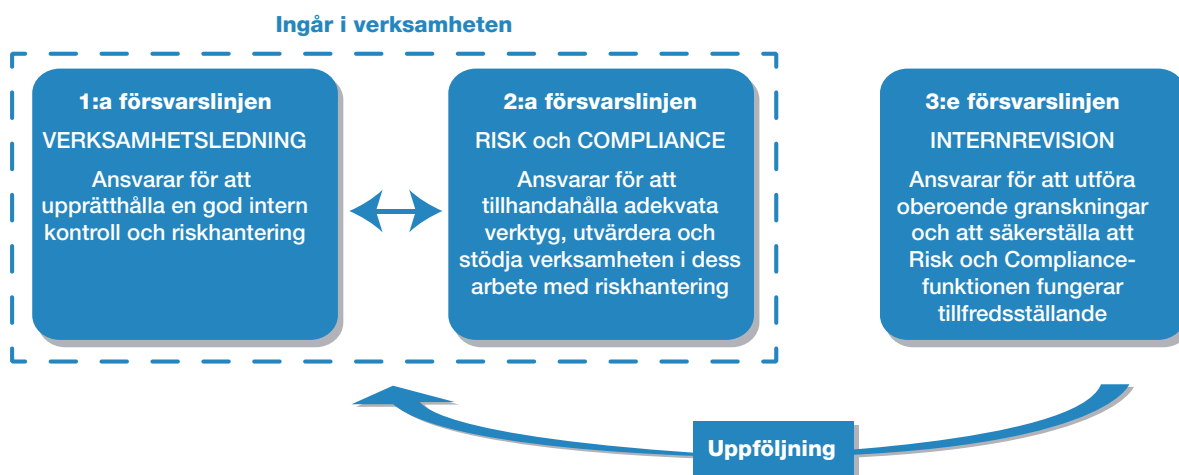 Ingår i verksamheten
1:a försvarslinjen
VERKSAMHETSLEDNING
Ansvarar för att
upprätthålla en god intern
kontroll och riskhantering
2:a försvarslinjen
RISK och COMPLIANCE
Ansvarar för att
tillhandahålla adekvata
verktyg, utvärdera och
stödja verksamheten i dess
arbete med riskhantering
3:e försvarslinjen
INTERNREVISION
Ansvarar för att utföra
oberoende granskningar
och att säkerställa att
Risk och Compliance-
funktionen fungerar
tillfredsställande
Uppföljning